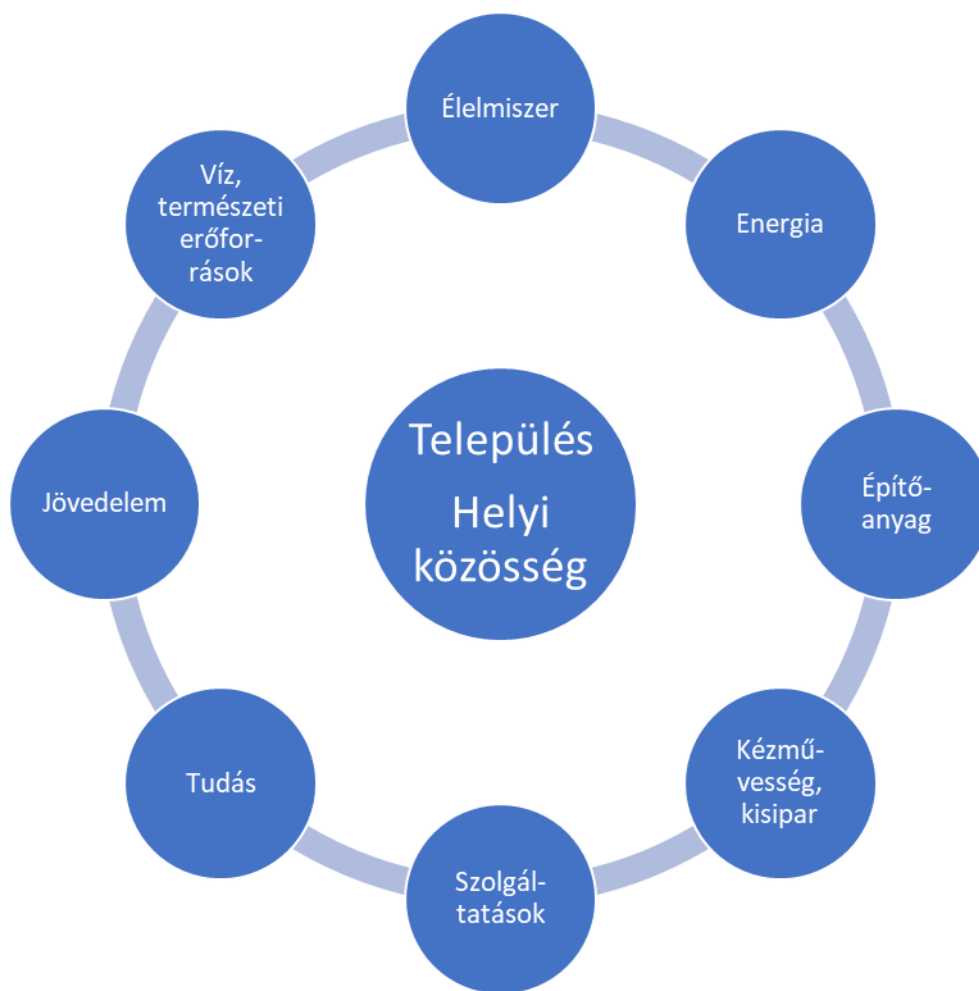 Élelmiszer
Energia
Építő-
anyag
Kézmű-
vesség,
kisipar
Szolgál-
tatások
Tudás
Jövedelem
Víz,
természeti
erőfor-
rások
Település
Helyi
közösség